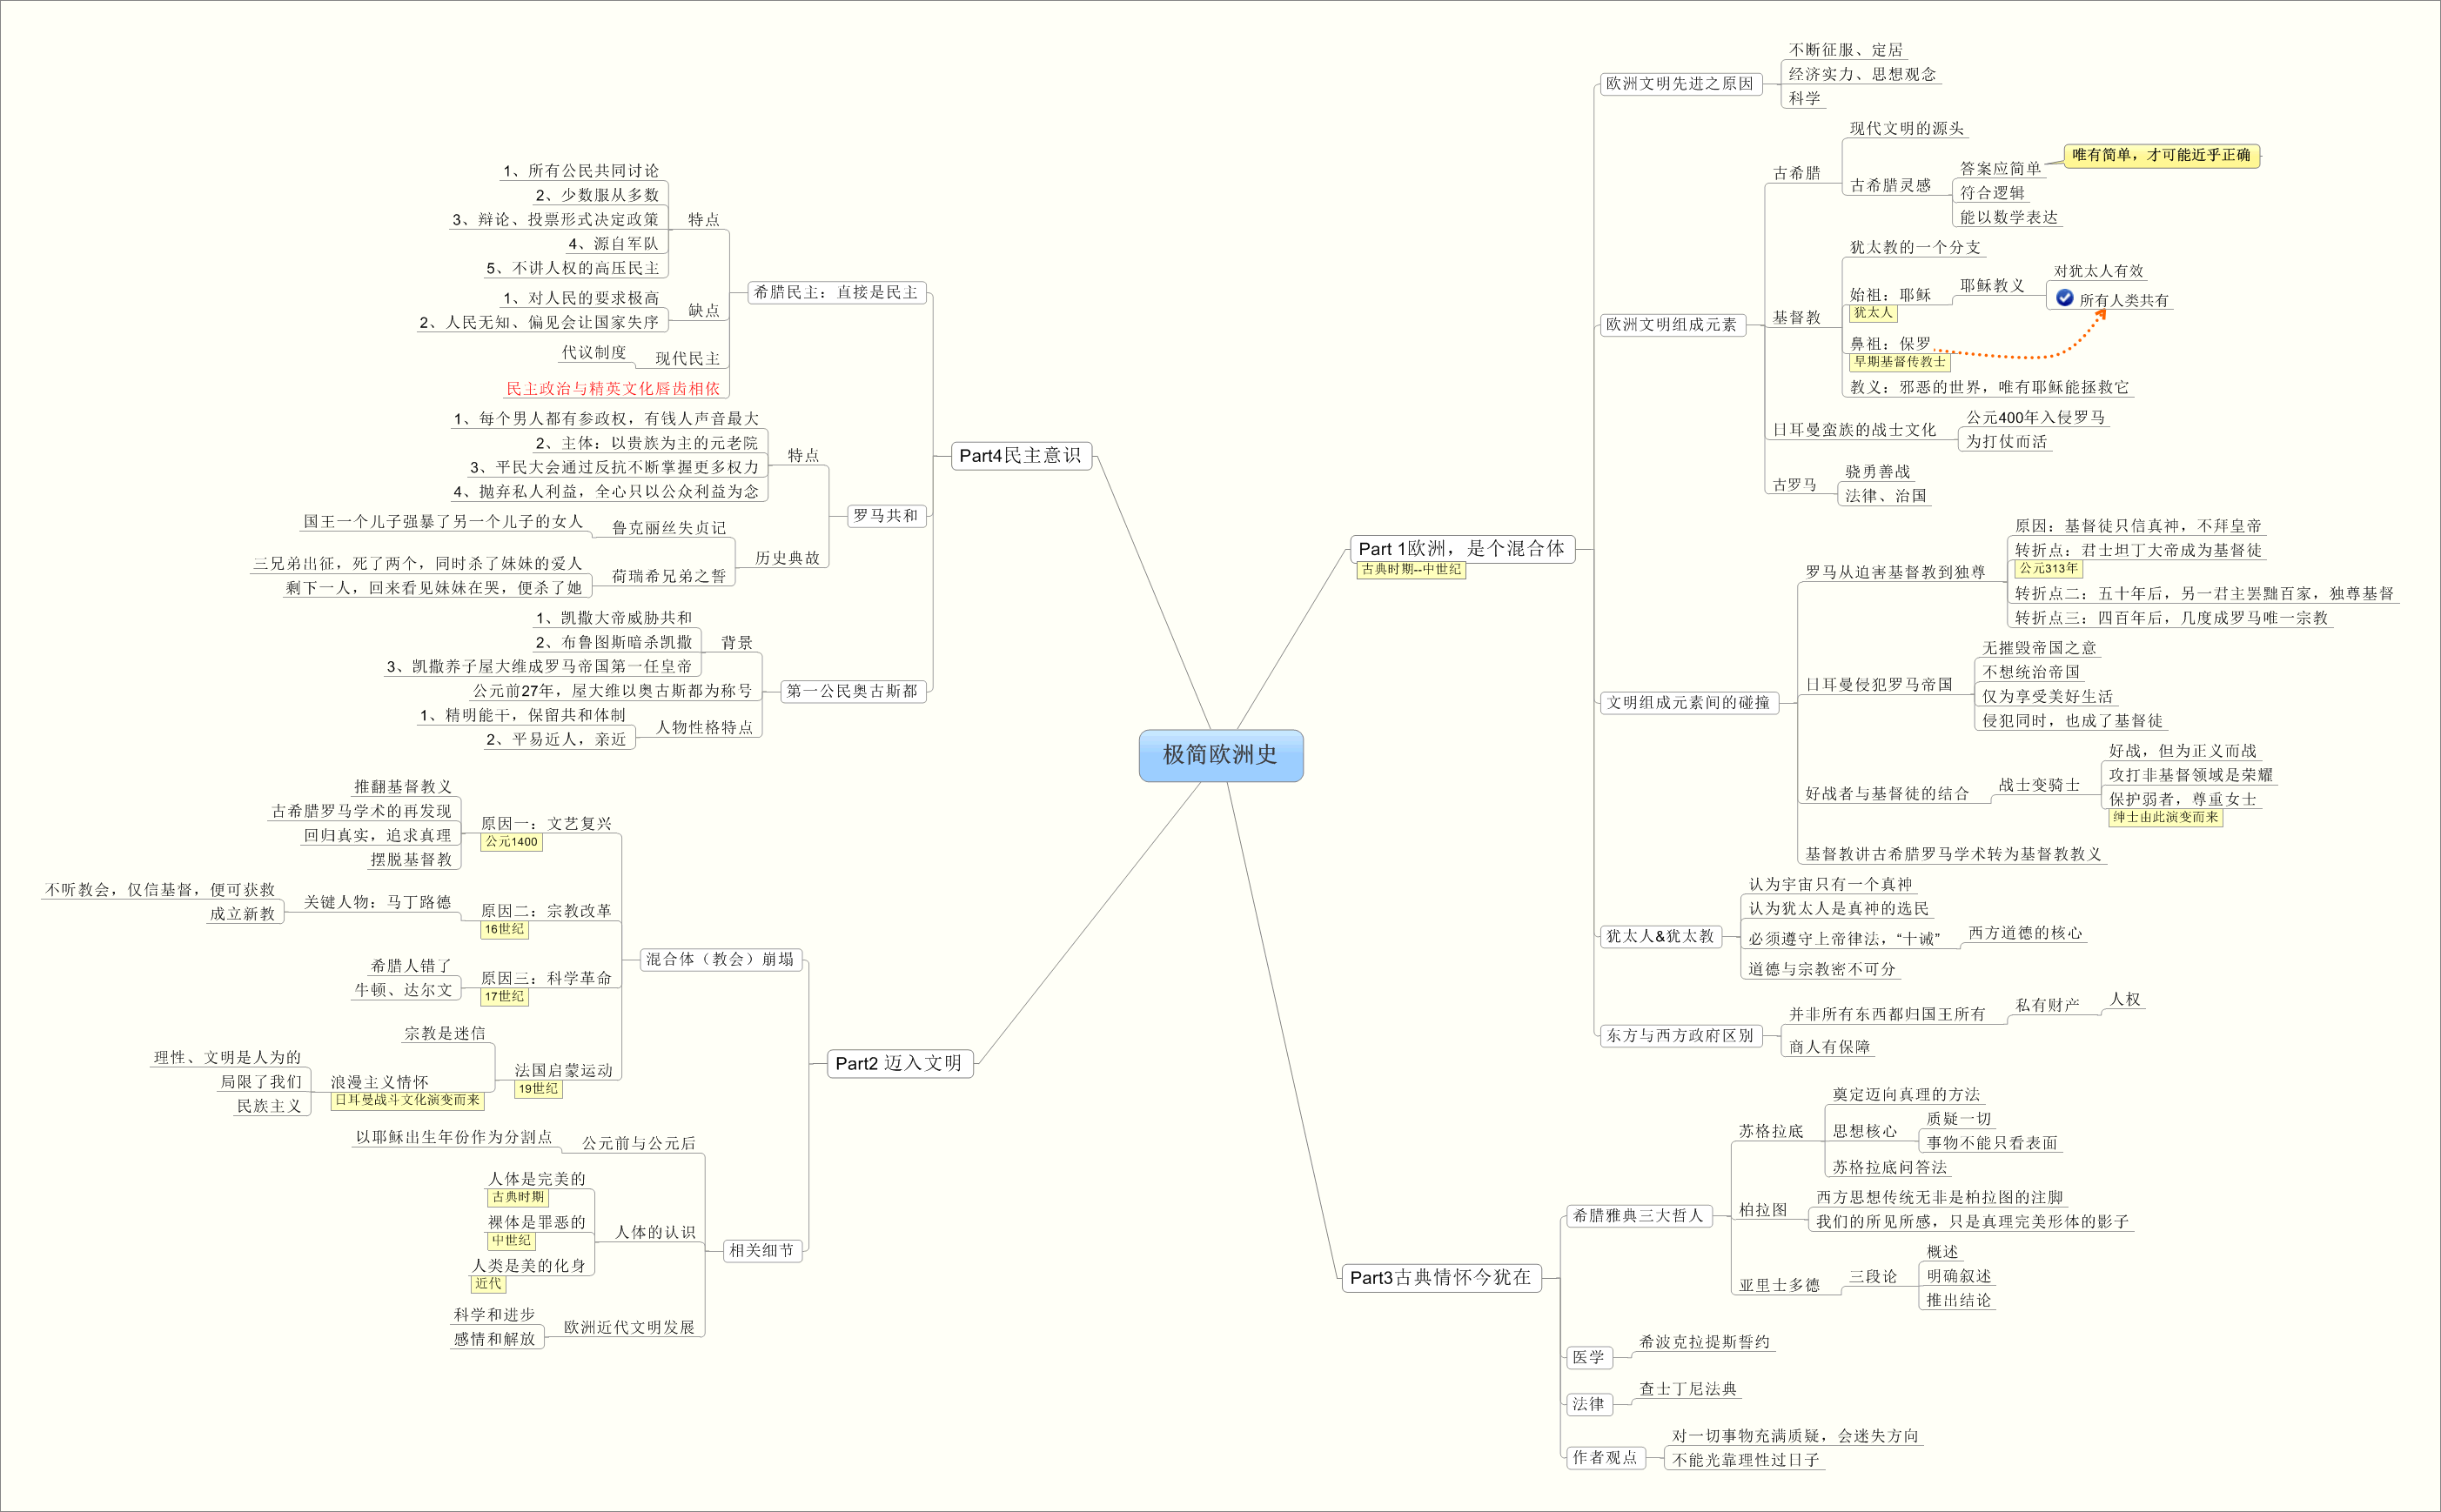 极简欧洲史
Part 1欧洲，是个混合体
古典时期--中世纪
欧洲文明先进之原因
不断征服、定居
经济实力、思想观念
科学
欧洲文明组成元素
古希腊
现代文明的源头
古希腊灵感
答案应简单
唯有简单，才可能近乎正确
符合逻辑
能以数学表达
基督教
犹太教的一个分支
始祖：耶稣
犹太人
耶稣教义
对犹太人有效
所有人类共有
鼻祖：保罗
早期基督传教士
教义：邪恶的世界，唯有耶稣能拯救它
日耳曼蛮族的战士文化
公元400年入侵罗马
为打仗而活
古罗马
骁勇善战
法律、治国
文明组成元素间的碰撞
罗马从迫害基督教到独尊
原因：基督徒只信真神，不拜皇帝
转折点：君士坦丁大帝成为基督徒
公元313年
转折点二：五十年后，另一君主罢黜百家，独尊基督
转折点三：四百年后，几度成罗马唯一宗教
日耳曼侵犯罗马帝国
无摧毁帝国之意
不想统治帝国
仅为享受美好生活
侵犯同时，也成了基督徒
好战者与基督徒的结合
战士变骑士
好战，但为正义而战
攻打非基督领域是荣耀
保护弱者，尊重女士
绅士由此演变而来
基督教讲古希腊罗马学术转为基督教教义
犹太人&犹太教
认为宇宙只有一个真神
认为犹太人是真神的选民
必须遵守上帝律法，“十诫”
西方道德的核心
道德与宗教密不可分
东方与西方政府区别
并非所有东西都归国王所有
私有财产
人权
商人有保障
Part2 迈入文明
混合体（教会）崩塌
原因一：文艺复兴
公元1400
推翻基督教义
古希腊罗马学术的再发现
回归真实，追求真理
摆脱基督教
原因二：宗教改革
16世纪
关键人物：马丁路德
不听教会，仅信基督，便可获救
成立新教
原因三：科学革命
17世纪
希腊人错了
牛顿、达尔文
法国启蒙运动
19世纪
宗教是迷信
浪漫主义情怀
日耳曼战斗文化演变而来
理性、文明是人为的
局限了我们
民族主义
相关细节
公元前与公元后
以耶稣出生年份作为分割点
人体的认识
人体是完美的
古典时期
裸体是罪恶的
中世纪
人类是美的化身
近代
欧洲近代文明发展
科学和进步
感情和解放
Part3古典情怀今犹在
希腊雅典三大哲人
苏格拉底
奠定迈向真理的方法
思想核心
质疑一切
事物不能只看表面
苏格拉底问答法
柏拉图
西方思想传统无非是柏拉图的注脚
我们的所见所感，只是真理完美形体的影子
亚里士多德
三段论
概述
明确叙述
推出结论
医学
希波克拉提斯誓约
法律
查士丁尼法典
作者观点
对一切事物充满质疑，会迷失方向
不能光靠理性过日子
Part4民主意识
希腊民主：直接是民主
特点
1、所有公民共同讨论
2、少数服从多数
3、辩论、投票形式决定政策
4、源自军队
5、不讲人权的高压民主
缺点
1、对人民的要求极高
2、人民无知、偏见会让国家失序
现代民主
代议制度
民主政治与精英文化唇齿相依
罗马共和
特点
1、每个男人都有参政权，有钱人声音最大
2、主体：以贵族为主的元老院
3、平民大会通过反抗不断掌握更多权力
4、抛弃私人利益，全心只以公众利益为念
历史典故
鲁克丽丝失贞记
国王一个儿子强暴了另一个儿子的女人
荷瑞希兄弟之誓
三兄弟出征，死了两个，同时杀了妹妹的爱人
剩下一人，回来看见妹妹在哭，便杀了她
第一公民奥古斯都
背景
1、凯撒大帝威胁共和
2、布鲁图斯暗杀凯撒
3、凯撒养子屋大维成罗马帝国第一任皇帝
公元前27年，屋大维以奥古斯都为称号
人物性格特点
1、精明能干，保留共和体制
2、平易近人，亲近